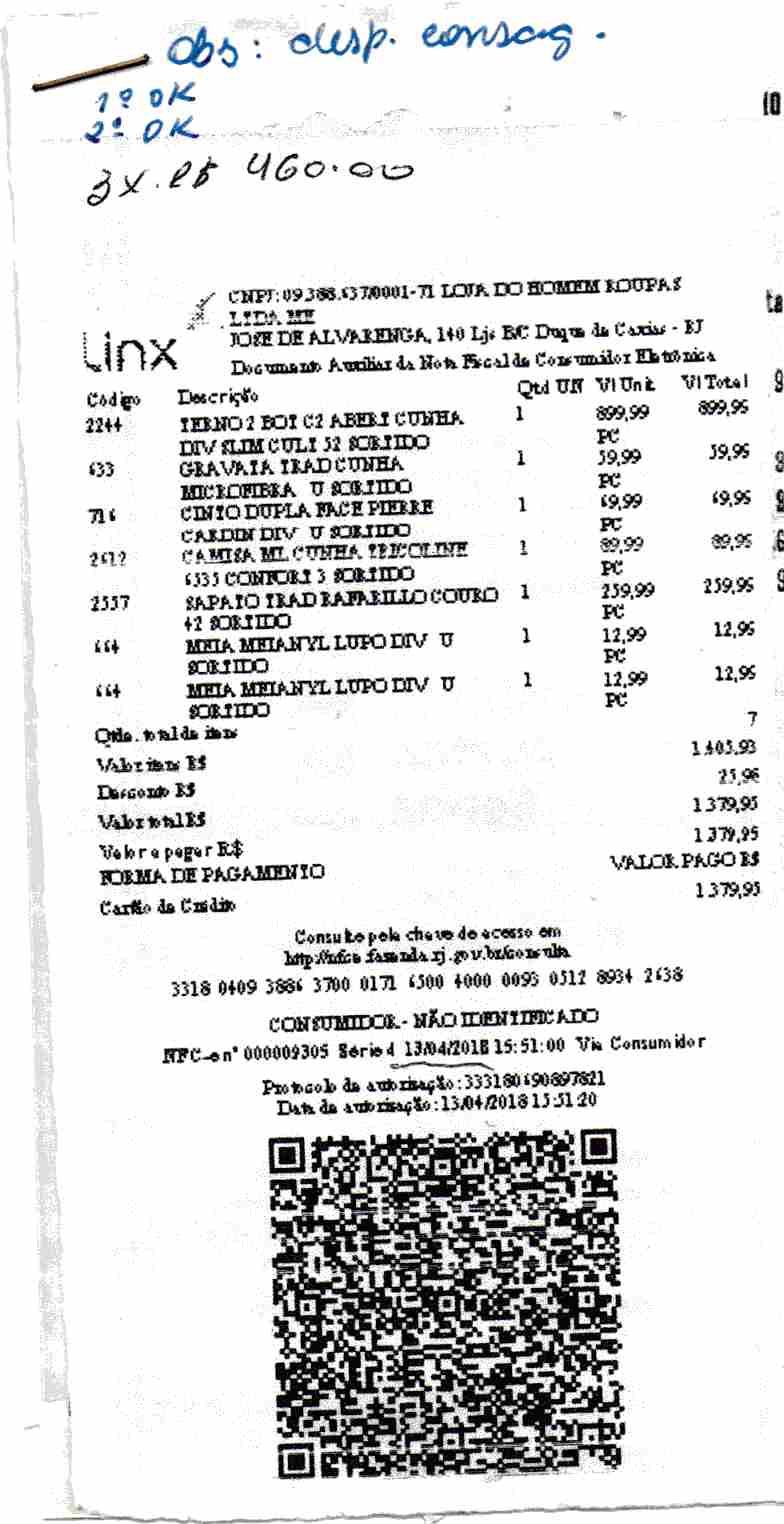 obs: desp. consag.
1º OK
2º OK
3X. R$ 460.00
CNPJ: 09.388.637/0001-71 LOJA DO HOMEM ROUPAS
LTDA ME
Linx
JOSE DE ALVARENGA, 140 Ljs B/C Duque de Caxias - RJ
Documento Auxiliar da Nota Fiscal de Consumidor Eletrônica
Código Descrição Qtd UN Vl Unit Vl Total
2244 TERNO 2 BOT C2 ABERT CUNHA 1 899,99 899,99
DIV SLIM CULT 52 SORTIDO PC
633 GRAVATA TRAD CUNHA 1 59,99 59,99
MICROFIBRA U SORTIDO PC
716 CINTO DUPLA FACE PIERRE 1 69,99 69,99
CARDIN DIV U SORTIDO PC
2612 CAMISA ML CUNHA TRICOLINE 1 89,99 89,99
6535 CONFORT 3 SORTIDO PC
2557 SAPATO TRAD RAFARILLO COURO 1 259,99 259,99
42 SORTIDO PC
664 MEIA MEIANYL LUPO DIV U 1 12,99 12,99
SORTIDO PC
664 MEIA MEIANYL LUPO DIV U 1 12,99 12,99
SORTIDO PC
Qtde. total de itens 7
Valor itens R$ 1.405,93
Desconto R$ 25,98
Valor total R$ 1.379,95
Valor a pagar R$ 1.379,95
FORMA DE PAGAMENTO VALOR PAGO R$
Cartão de Crédito 1.379,95
Consulte pela chave de acesso em
http://nfce.fazenda.rj.gov.br/consulta
3318 0409 3886 3700 0171 6500 4000 0093 0512 8934 2638
CONSUMIDOR - NÃO IDENTIFICADO
NFC-e nº 000009305 Série 4 13/04/2018 15:51:00 Via Consumidor
Protocolo de autorização: 333180690897821
Data de autorização: 13/04/2018 15:51:20